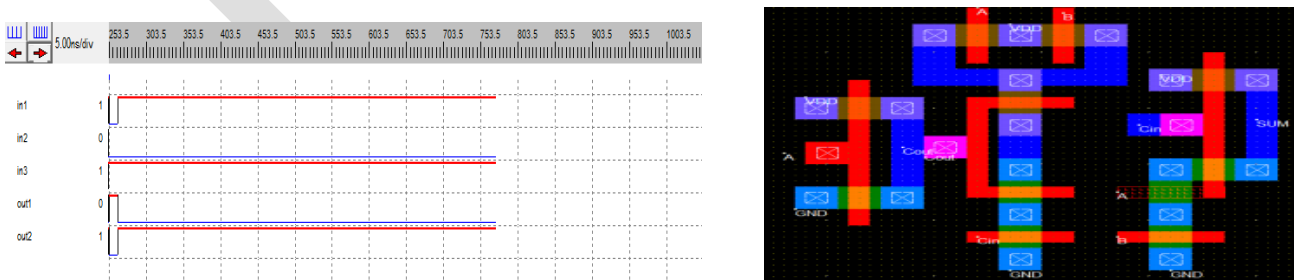 5.00ns/div 253.5 303.5 353.5 403.5 453.5 503.5 553.5 603.5 653.5 703.5 753.5 803.5 853.5 903.5 953.5 1003.5
in1 1
in2 0
in3 1
out1 0
out2 1
A B
VDD
VDD VDD
Cin SUM
A Cout
Cout
A
GND
Cin B
GND GND